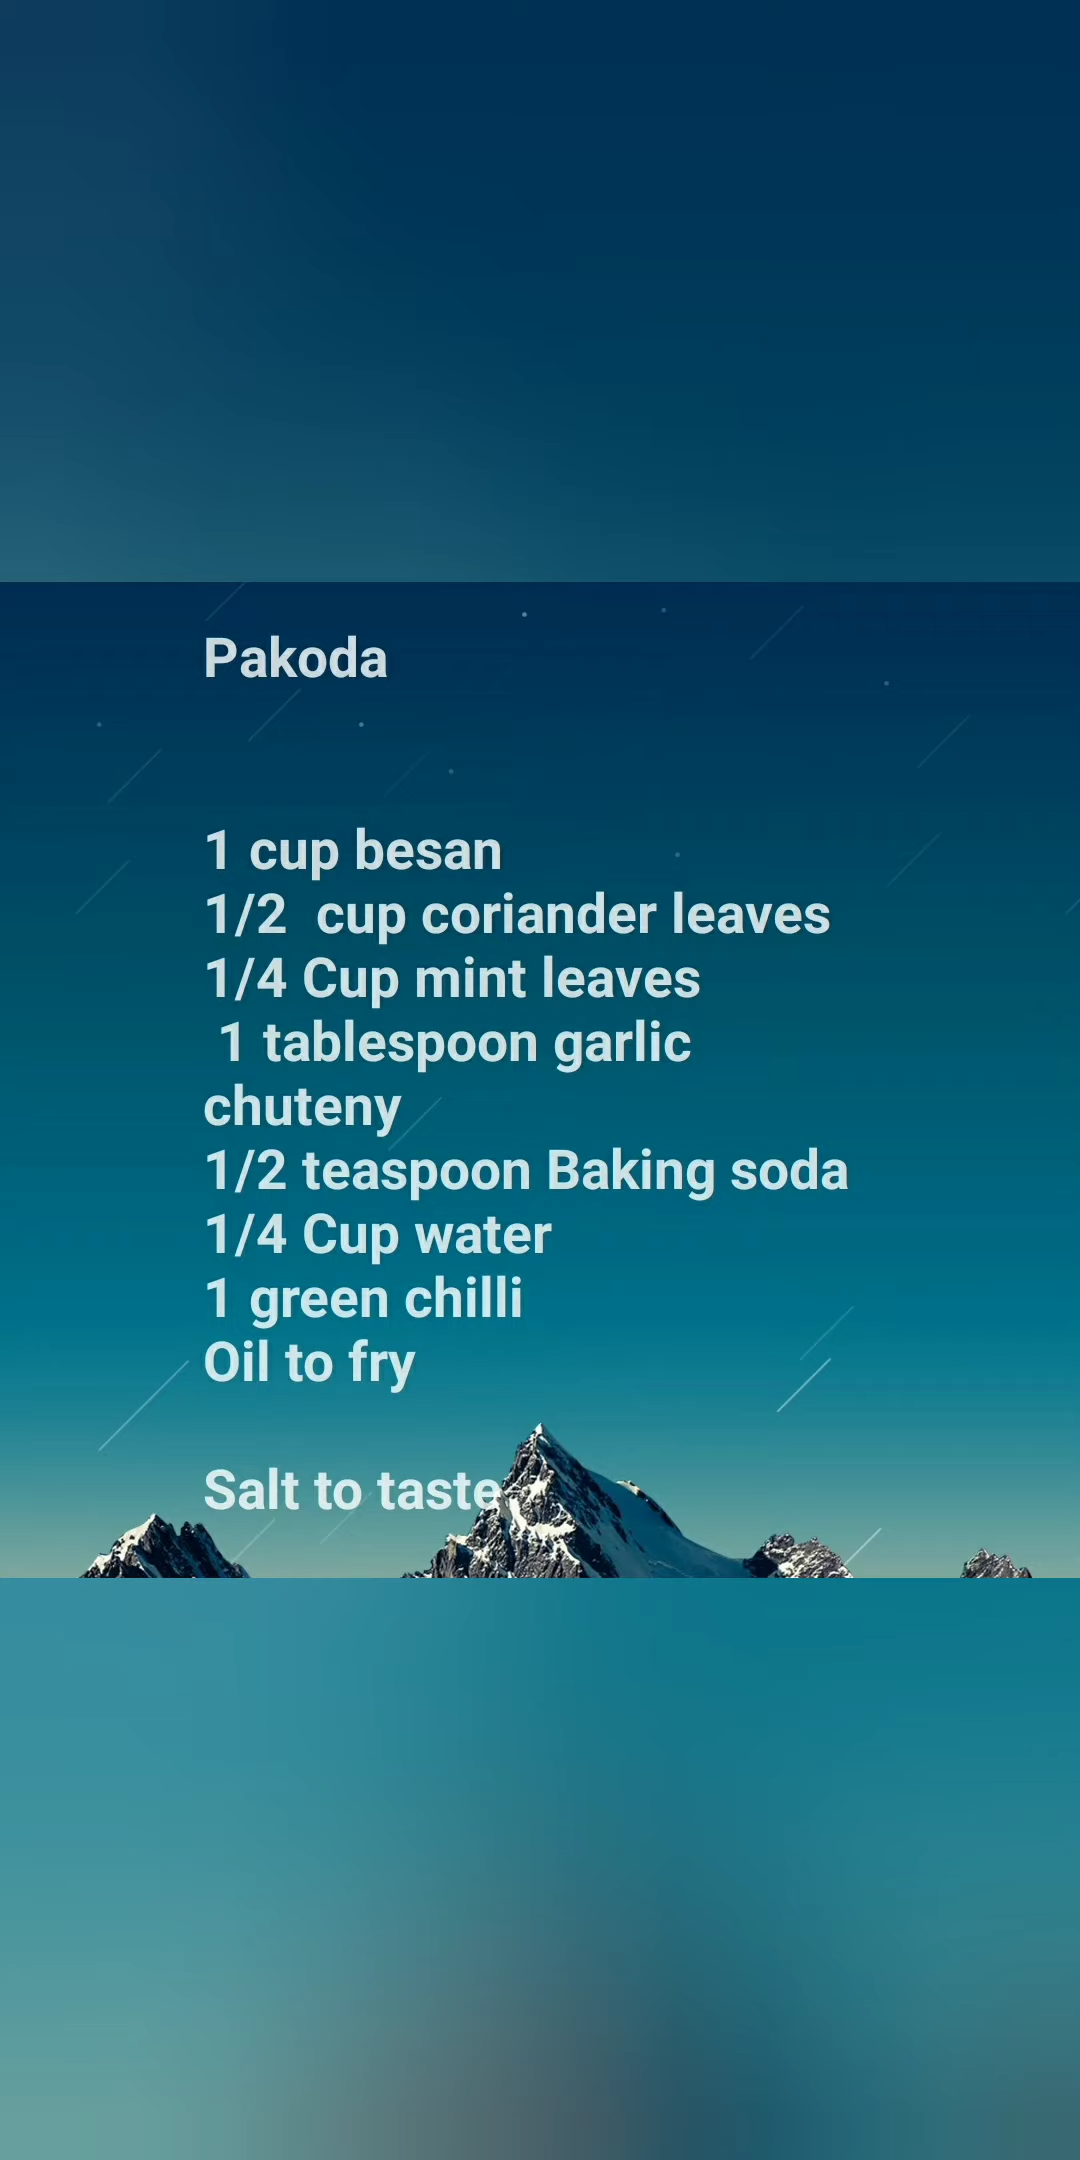 Pakoda
1 cup besan
1/2  cup coriander leaves
1/4 Cup mint leaves
1 tablespoon garlic
chuteny
1/2 teaspoon Baking soda
1/4 Cup water
1 green chilli
Oil to fry
Salt to taste